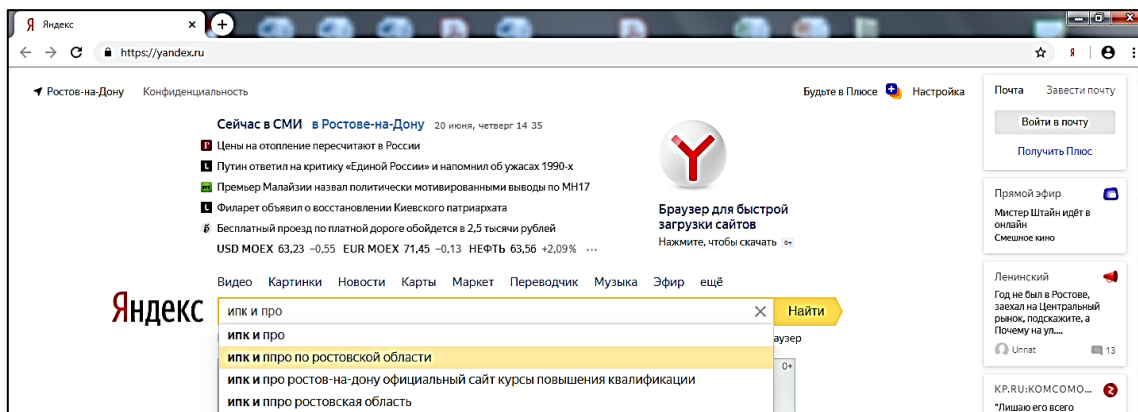 Я Яндекс
https://yandex.ru
Я
Ростов-на-Дону Конфиденциальность
Будьте в Плюсе Настройка
Сейчас в СМИ в Ростове-на-Дону 20 июня, четверг 14 35
Цены на отопление пересчитают в России
Путин ответил на критику «Единой России» и напомнил об ужасах 1990-х
Премьер Малайзии назвал политически мотивированными выводы по MH17
Филарет объявил о восстановлении Киевского патриархата
Бесплатный проезд по платной дороге обойдется в 2,5 тысячи рублей
USD MOEX 63,23 −0,55 EUR MOEX 71,45 −0,13 НЕФТЬ 63,56 +2,09% ···
Браузер для быстрой
загрузки сайтов
Нажмите, чтобы скачать 0+
Видео Картинки Новости Карты Маркет Переводчик Музыка Эфир ещё
Яндекс
ипк и про
Найти
ипк и про
ипк и ппро по ростовской области
ипк и про ростов-на-дону официальный сайт курсы повышения квалификации
ипк и ппро ростовская область
аузер
0+
Почта Завести почту
Войти в почту
Получить Плюс
Прямой эфир
Мистер Штайн идёт в
онлайн
Смешное кино
Ленинский
Год не был в Ростове,
заехал на Центральный
рынок, подскажите, а
Почему на ул....
Unnat 13
KP.RU:KOMCOMO...
"Лишаю его всего